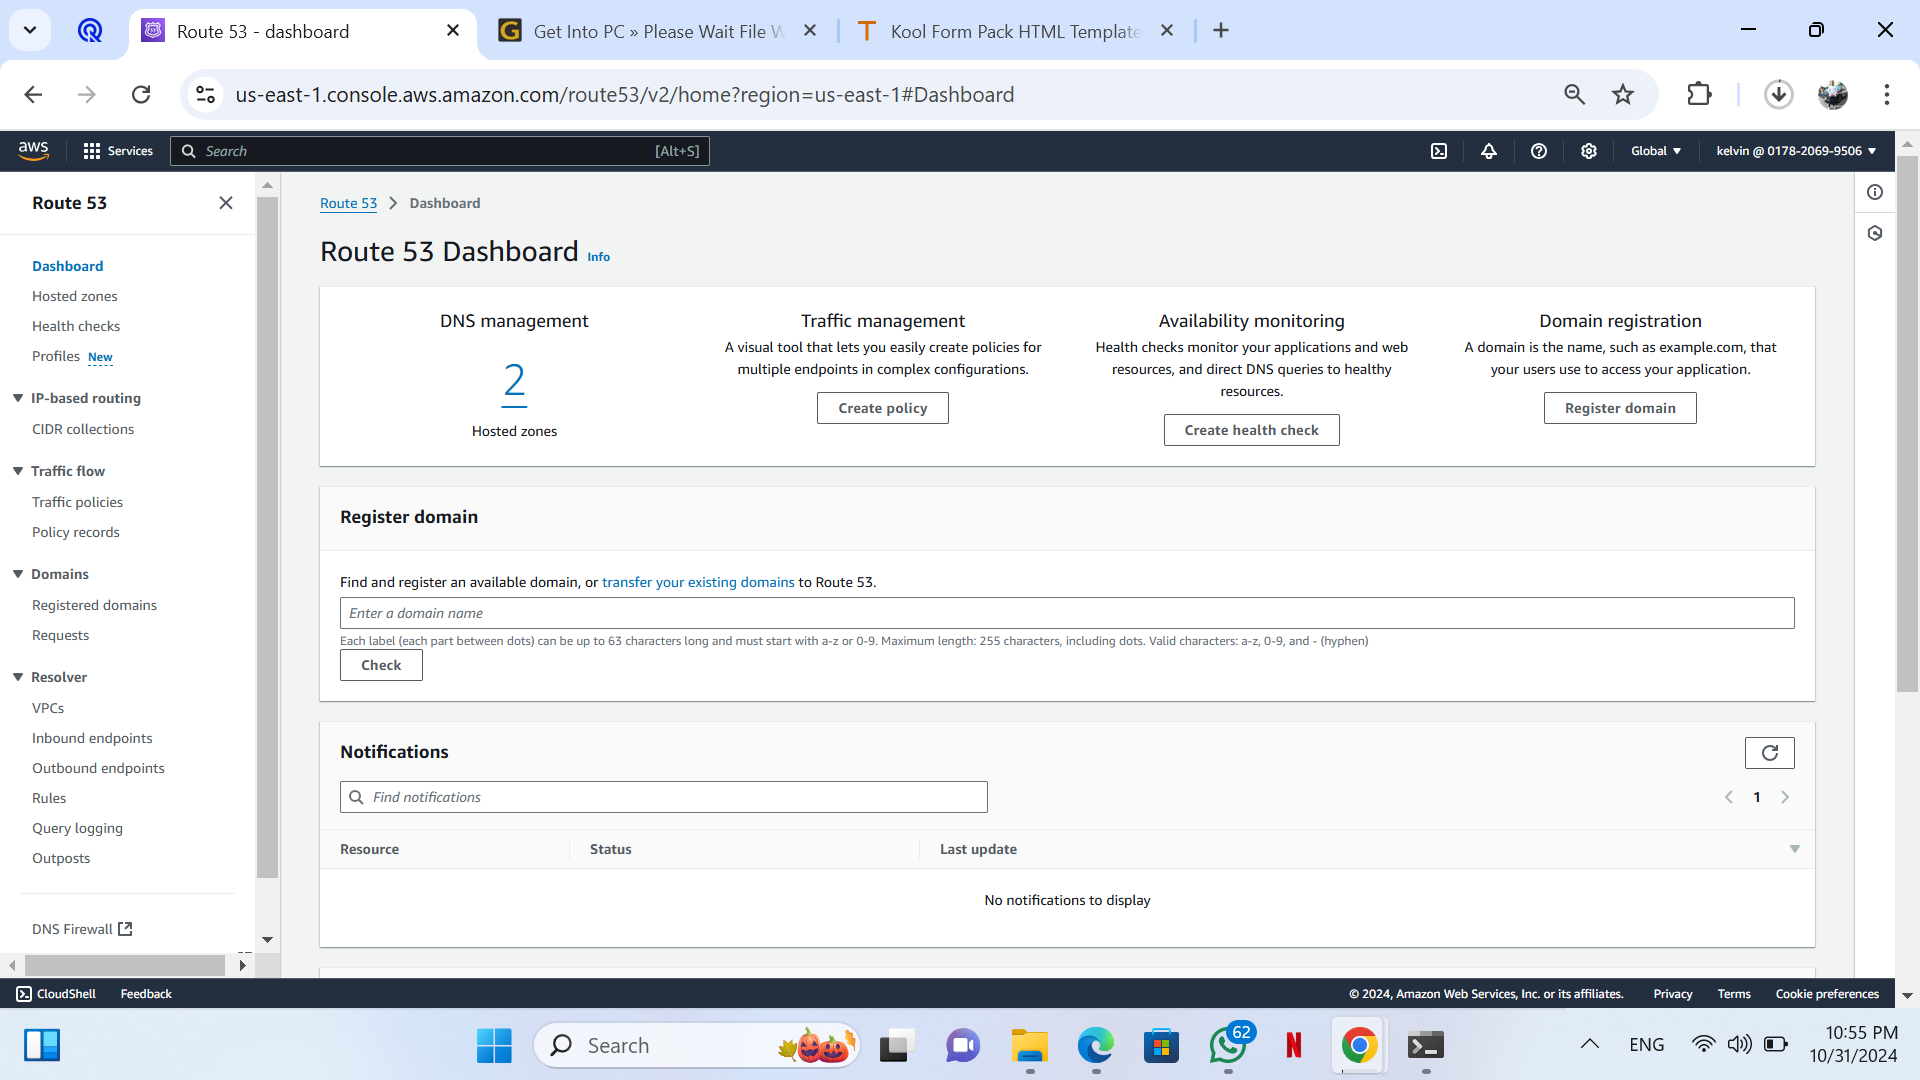 Route 53 - dashboard
Get Into PC » Please Wait File W
Kool Form Pack HTML Template
us-east-1.console.aws.amazon.com/route53/v2/home?region=us-east-1#Dashboard
aws
Services
Search
[Alt+S]
Global
kelvin @ 0178-2069-9506
Route 53
Dashboard
Hosted zones
Health checks
Profiles New
IP-based routing
CIDR collections
Traffic flow
Traffic policies
Policy records
Domains
Registered domains
Requests
Resolver
VPCs
Inbound endpoints
Outbound endpoints
Rules
Query logging
Outposts
DNS Firewall
Route 53 > Dashboard
Route 53 Dashboard Info
DNS management
2
Hosted zones
Traffic management
A visual tool that lets you easily create policies for
multiple endpoints in complex configurations.
Create policy
Availability monitoring
Health checks monitor your applications and web
resources, and direct DNS queries to healthy
resources.
Create health check
Domain registration
A domain is the name, such as example.com, that
your users use to access your application.
Register domain
Register domain
Find and register an available domain, or transfer your existing domains to Route 53.
Enter a domain name
Each label (each part between dots) can be up to 63 characters long and must start with a-z or 0-9. Maximum length: 255 characters, including dots. Valid characters: a-z, 0-9, and - (hyphen)
Check
Notifications
Find notifications
1
Resource
Status
Last update
No notifications to display
CloudShell
Feedback
© 2024, Amazon Web Services, Inc. or its affiliates.
Privacy
Terms
Cookie preferences
Search
62
N
ENG
10:55 PM
10/31/2024